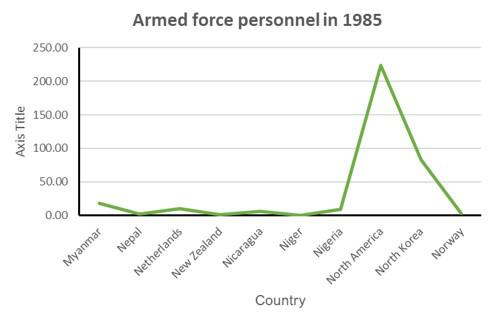 Armed force personnel in 1985
250.00
200.00
150.00
100.00
50.00
0.00
Axis Title
Myanmar
Nepal
Netherlands
New Zealand
Nicaragua
Niger
Nigeria
North America
North Korea
Norway
Country